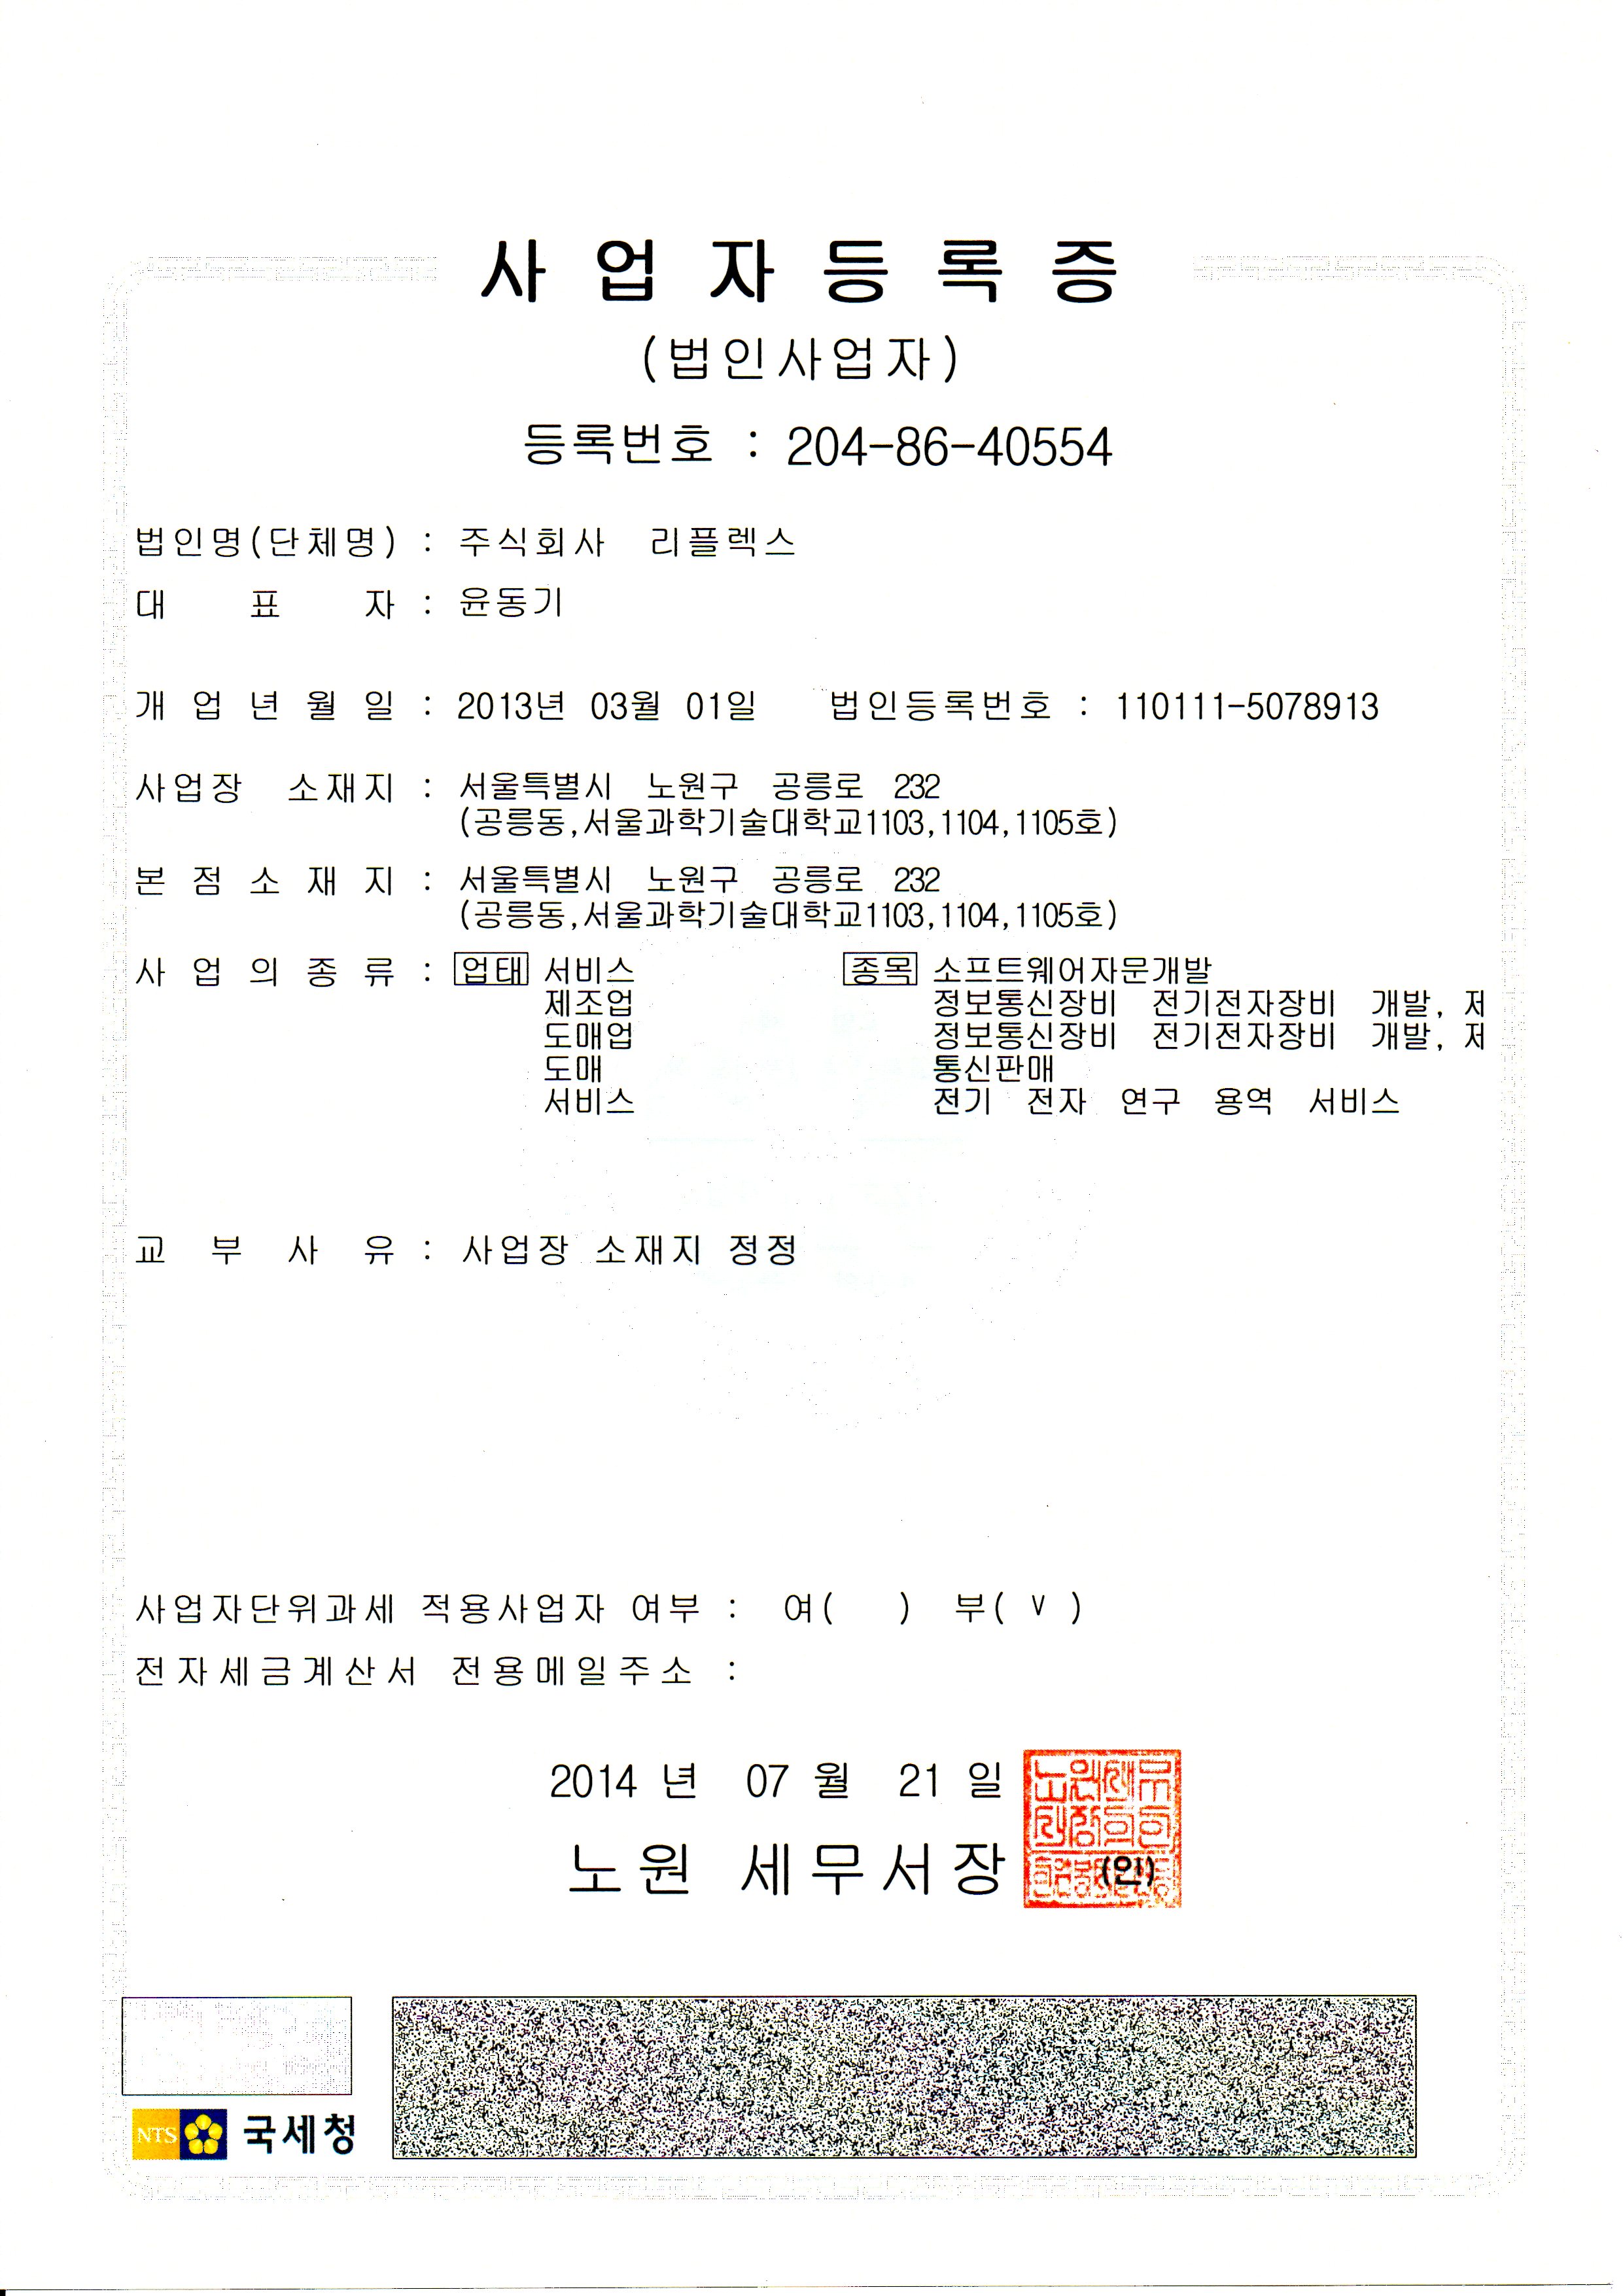 사업자등록증
(법인사업자)
등록번호 : 204-86-40554
법인명(단체명) : 주식회사 리플렉스
대 표 자 : 윤동기
개 업 년 월 일 : 2013년 03월 01일 법인등록번호 : 110111-5078913
사업장 소재지 : 서울특별시 노원구 공릉로 232
(공릉동,서울과학기술대학교1103,1104,1105호)
본 점 소 재 지 : 서울특별시 노원구 공릉로 232
(공릉동,서울과학기술대학교1103,1104,1105호)
사 업 의 종 류 : 업태 서비스 종목 소프트웨어자문개발
제조업 정보통신장비 전기전자장비 개발, 제
도매업 정보통신장비 전기전자장비 개발, 제
도매 통신판매
서비스 전기 전자 연구 용역 서비스
교 부 사 유 : 사업장 소재지 정정
사업자단위과세 적용사업자 여부 : 여( ) 부( V )
전자세금계산서 전용메일주소 :
2014 년 07 월 21 일
노원 세무서장 (인)
NTS 국세청